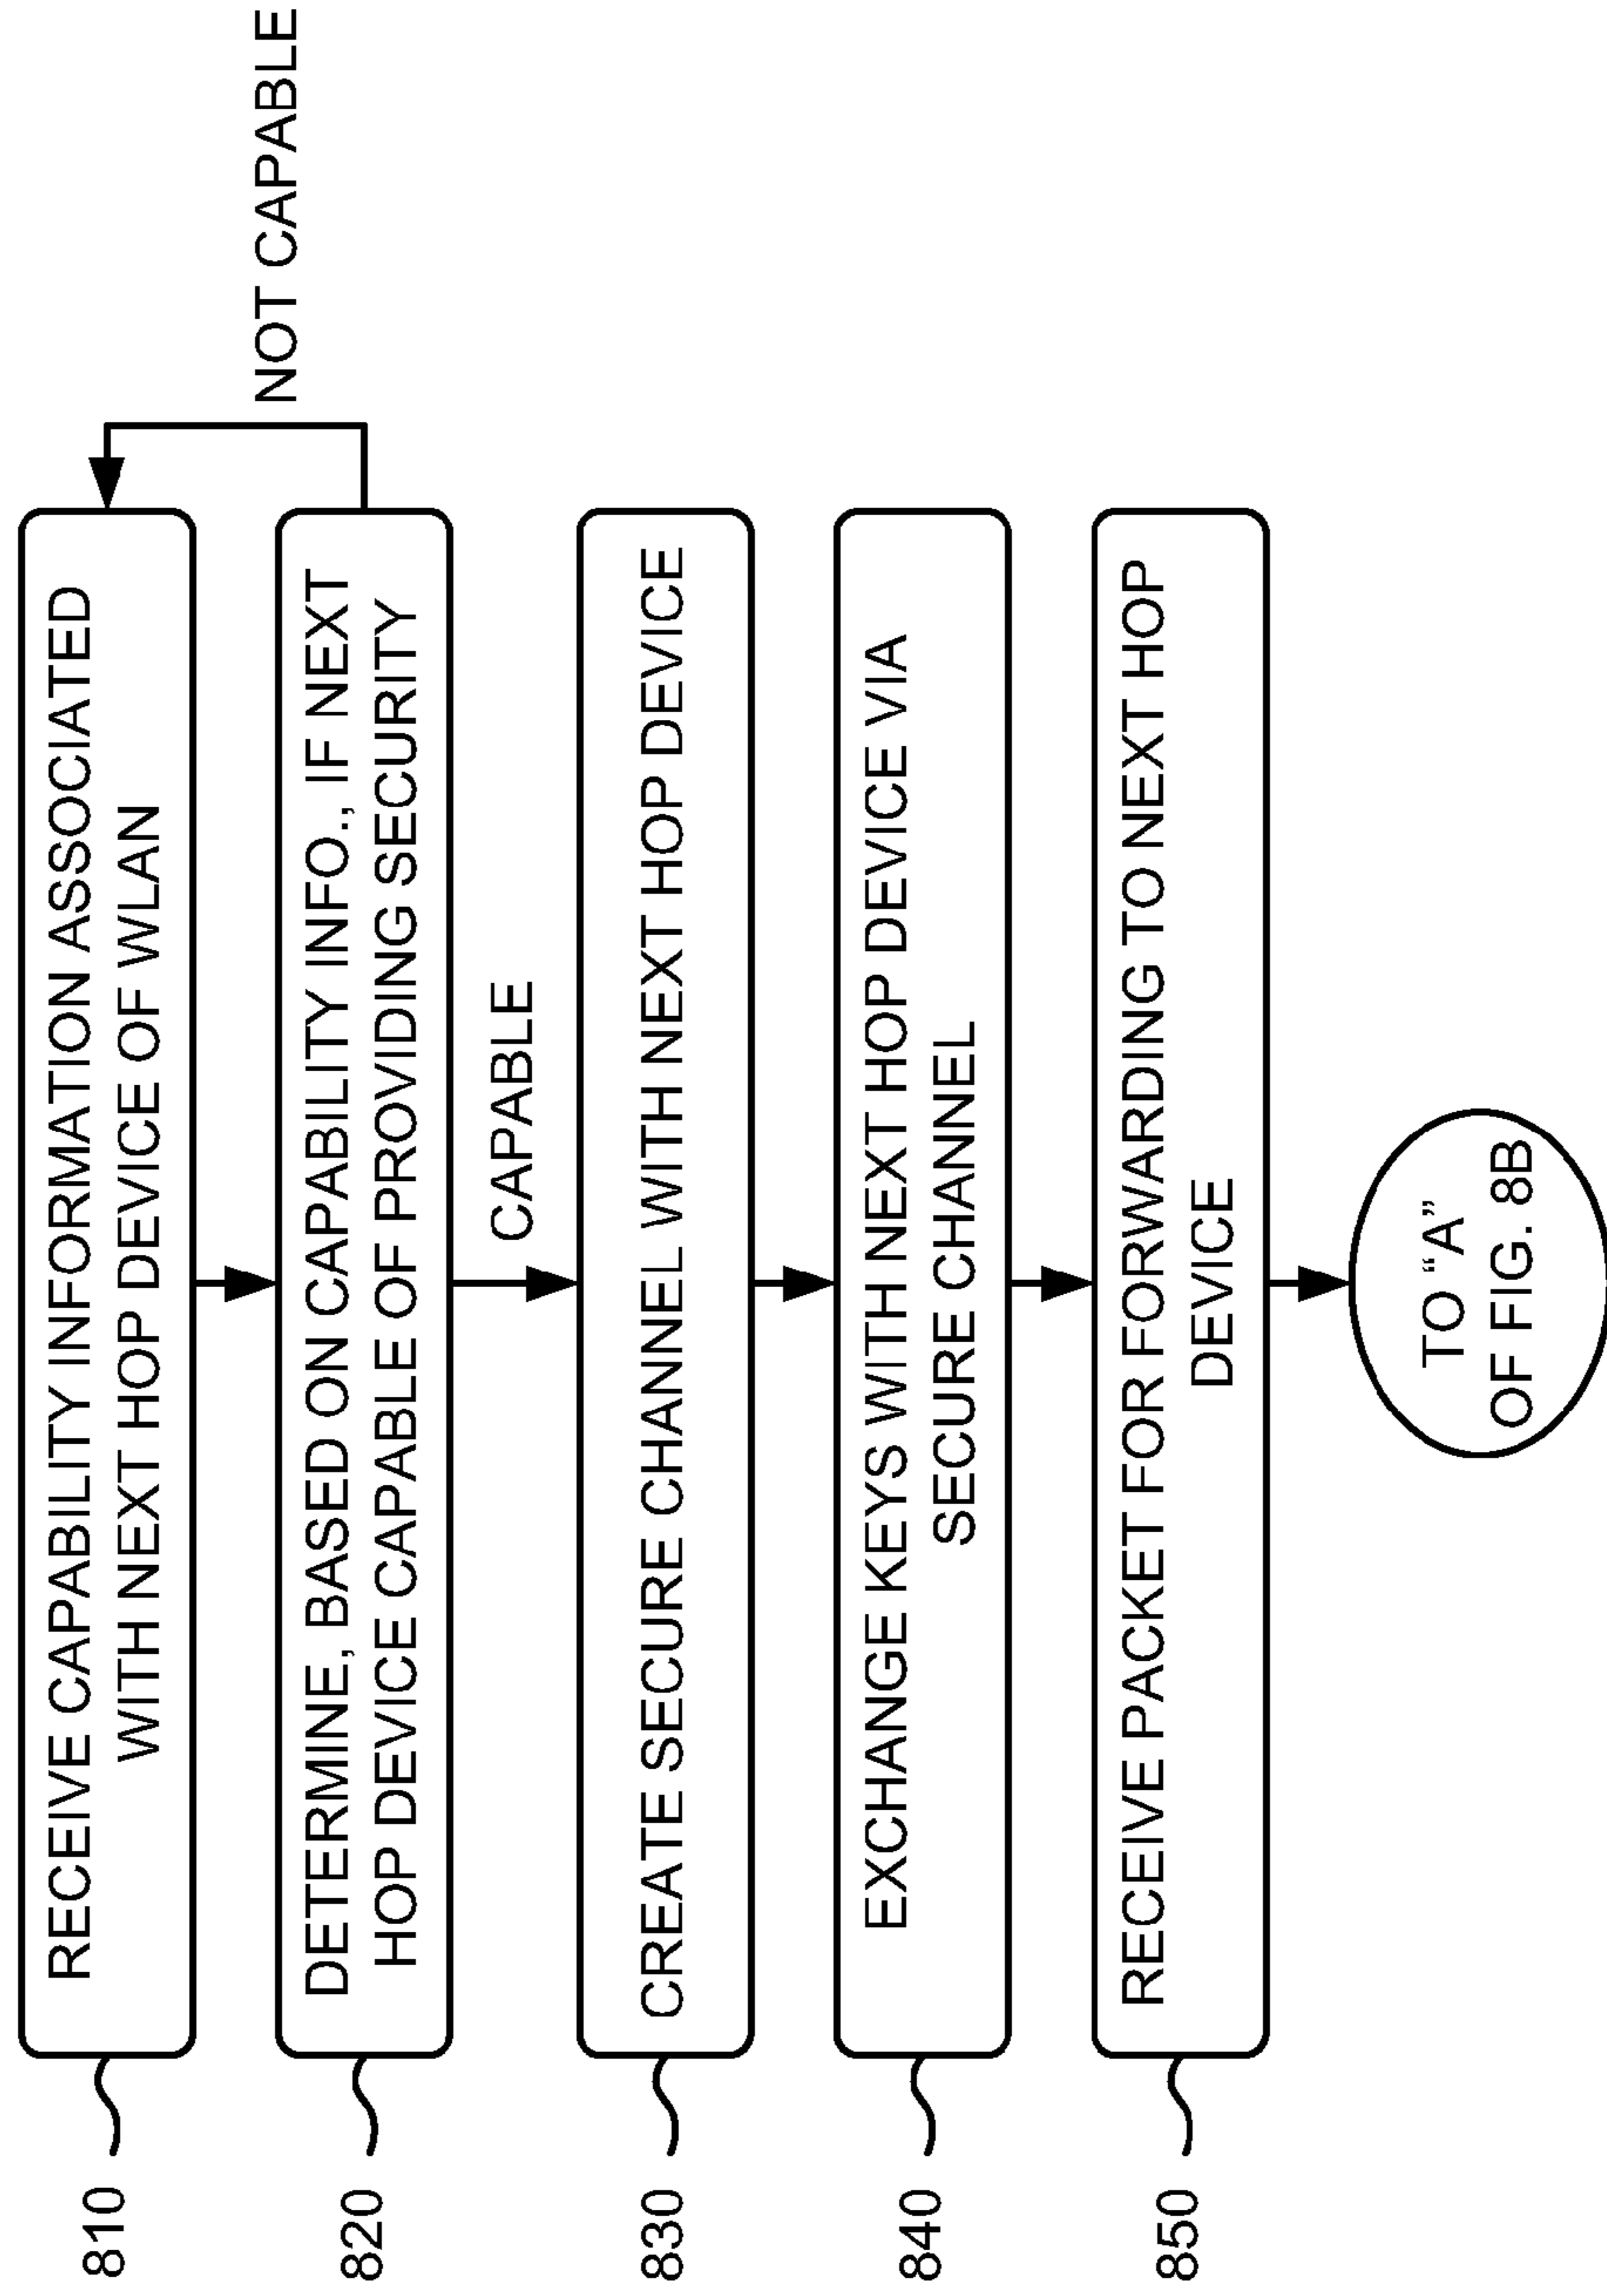 810
RECEIVE CAPABILITY INFORMATION ASSOCIATED
WITH NEXT HOP DEVICE OF WLAN
NOT CAPABLE
820
DETERMINE, BASED ON CAPABILITY INFO., IF NEXT
HOP DEVICE CAPABLE OF PROVIDING SECURITY
CAPABLE
830
CREATE SECURE CHANNEL WITH NEXT HOP DEVICE
840
EXCHANGE KEYS WITH NEXT HOP DEVICE VIA
SECURE CHANNEL
850
RECEIVE PACKET FOR FORWARDING TO NEXT HOP
DEVICE
TO “A”
OF FIG. 8B